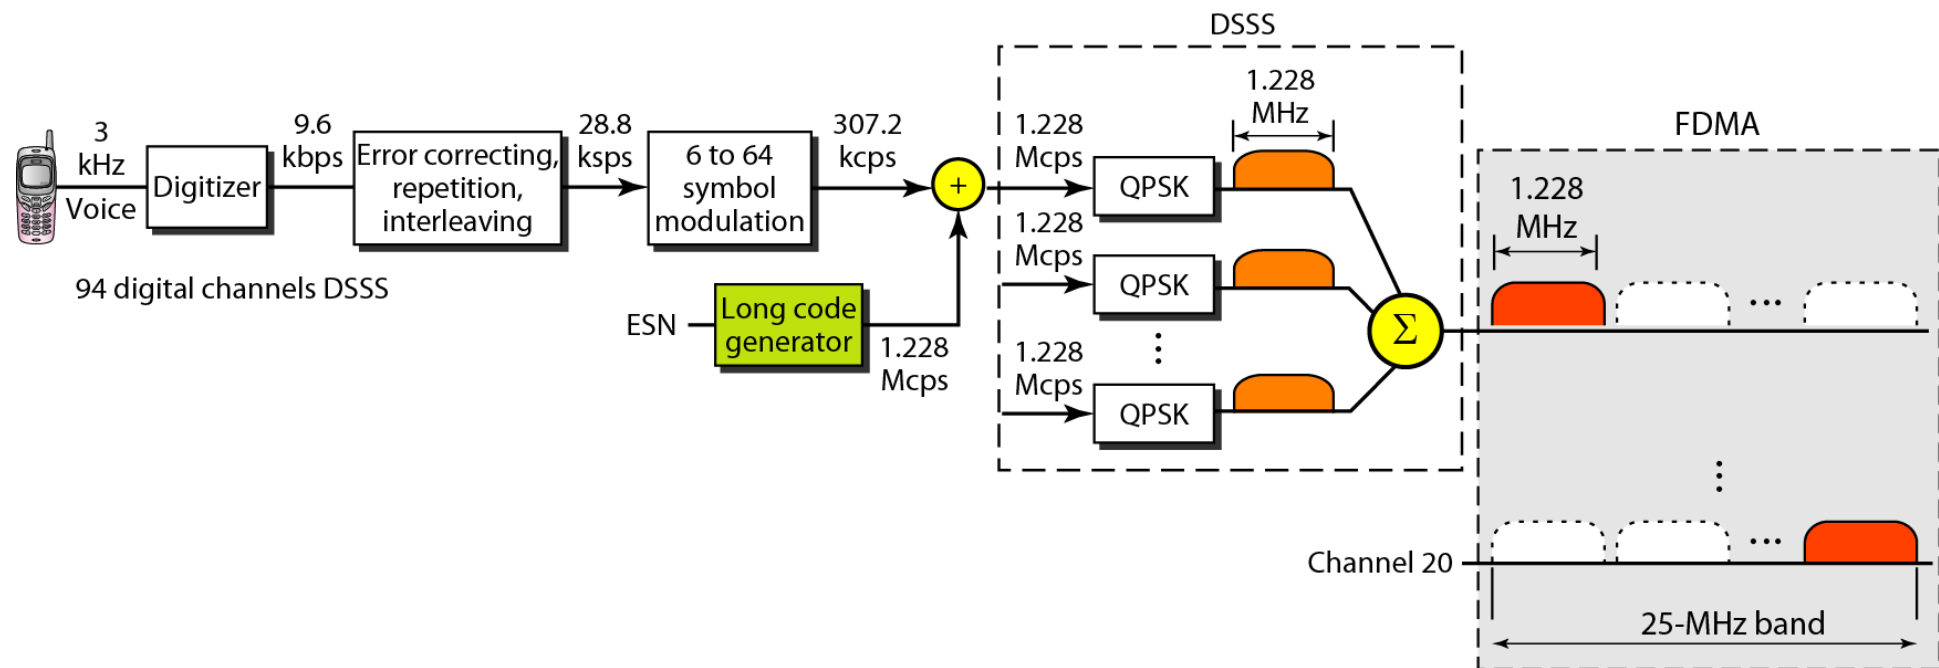 DSSS
1.228
MHz
3
kHz
9.6
kbps
28.8
ksps
307.2
kcps
1.228
Mcps
FDMA
Voice
Digitizer
Error correcting,
repetition,
interleaving
6 to 64
symbol
modulation
+
QPSK
1.228
MHz
1.228
Mcps
QPSK
94 digital channels DSSS
ESN
Long code
generator
1.228
Mcps
⋮
Σ
...
1.228
Mcps
QPSK
⋮
Channel 20
...
25-MHz band